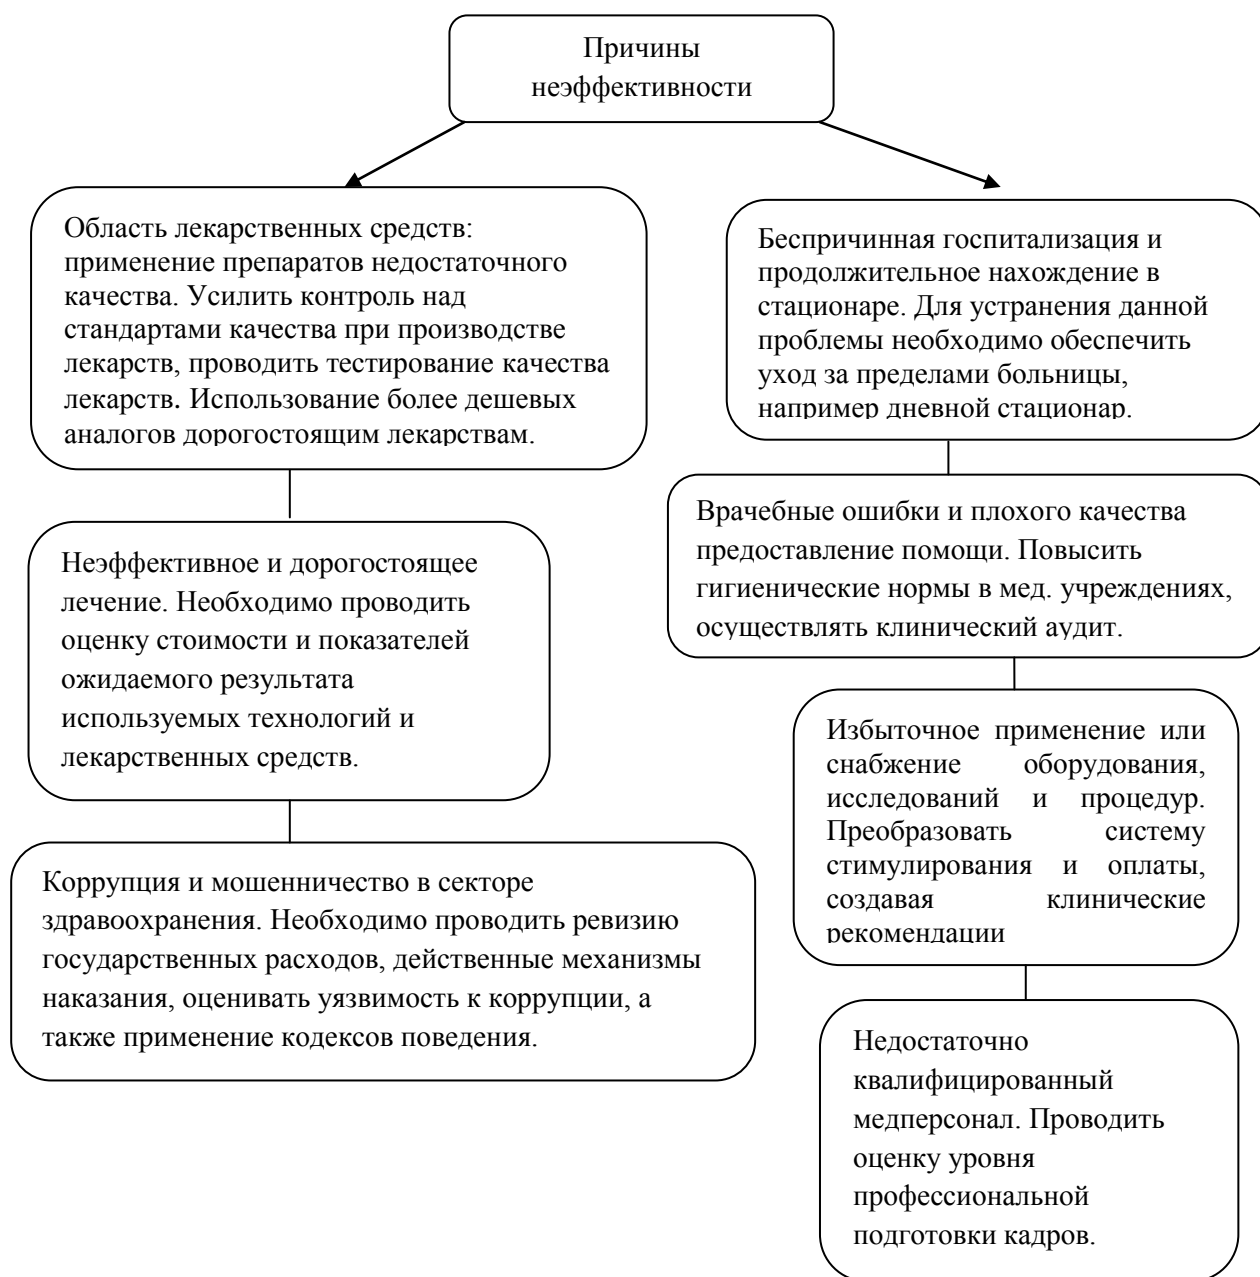 Причины
неэффективности
Область лекарственных средств:
применение препаратов недостаточного
качества. Усилить контроль над
стандартами качества при производстве
лекарств, проводить тестирование качества
лекарств. Использование более дешевых
аналогов дорогостоящим лекарствам.
Неэффективное и дорогостоящее
лечение. Необходимо проводить
оценку стоимости и показателей
ожидаемого результата
используемых технологий и
лекарственных средств.
Коррупция и мошенничество в секторе
здравоохранения. Необходимо проводить ревизию
государственных расходов, действенные механизмы
наказания, оценивать уязвимость к коррупции, а
также применение кодексов поведения.
Беспричинная госпитализация и
продолжительное нахождение в
стационаре. Для устранения данной
проблемы необходимо обеспечить
уход за пределами больницы,
например дневной стационар.
Врачебные ошибки и плохого качества
предоставление помощи. Повысить
гигиенические нормы в мед. учреждениях,
осуществлять клинический аудит.
Избыточное применение или
снабжение оборудования,
исследований и процедур.
Преобразовать систему
стимулирования и оплаты,
создавая клинические
рекомендации
Недостаточно
квалифицированный
медперсонал. Проводить
оценку уровня
профессиональной
подготовки кадров.